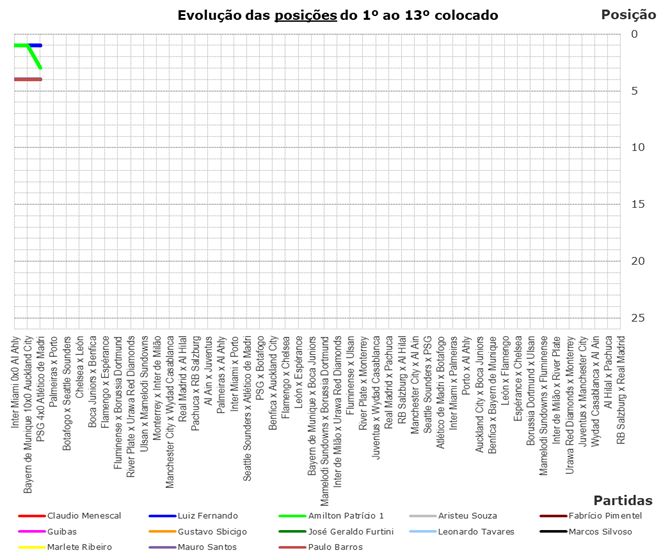 Evolução das posições do 1º ao 13º colocado
Posição
0
5
10
15
20
25
Inter Miami 0x0 Al Ahly
Bayern de Munique 10x0 Auckland City
PSG 4x0 Atlético de Madri
Palmeiras x Porto
Botafogo x Seattle Sounders
Chelsea x León
Boca Juniors x Benfica
Flamengo x Espérance
Fluminense x Borussia Dortmund
River Plate x Urawa Red Diamonds
Ulsan x Mamelodi Sundowns
Monterrey x Inter de Milão
Manchester City x Wydad Casablanca
Real Madrid x Al Hilal
Pachuca x RB Salzburg
Al Ain x Juventus
Palmeiras x Al Ahly
Inter Miami x Porto
Seattle Sounders x Atlético de Madri
PSG x Botafogo
Benfica x Auckland City
Flamengo x Chelsea
León x Espérance
Bayern de Munique x Boca Juniors
Mamelodi Sundowns x Borussia Dortmund
Inter de Milão x Urawa Red Diamonds
Fluminense x Ulsan
River Plate x Monterrey
Juventus x Wydad Casablanca
Real Madrid x Pachuca
RB Salzburg x Al Hilal
Manchester City x Al Ain
Seattle Sounders x PSG
Atlético de Madri x Botafogo
Inter Miami x Palmeiras
Porto x Al Ahly
Auckland City x Boca Juniors
Benfica x Bayern de Munique
León x Flamengo
Espérance x Chelsea
Borussia Dortmund x Ulsan
Mamelodi Sundowns x Fluminense
Inter de Milão x River Plate
Urawa Red Diamonds x Monterrey
Juventus x Manchester City
Wydad Casablanca x Al Ain
Al Hilal x Pachuca
RB Salzburg x Real Madrid
Partidas
Claudio Menescal
Luiz Fernando
Amilton Patrício 1
Aristeu Souza
Fabrício Pimentel
Guibas
Gustavo Sbicigo
José Geraldo Furtini
Leonardo Tavares
Marcos Silvoso
Marlete Ribeiro
Mauro Santos
Paulo Barros